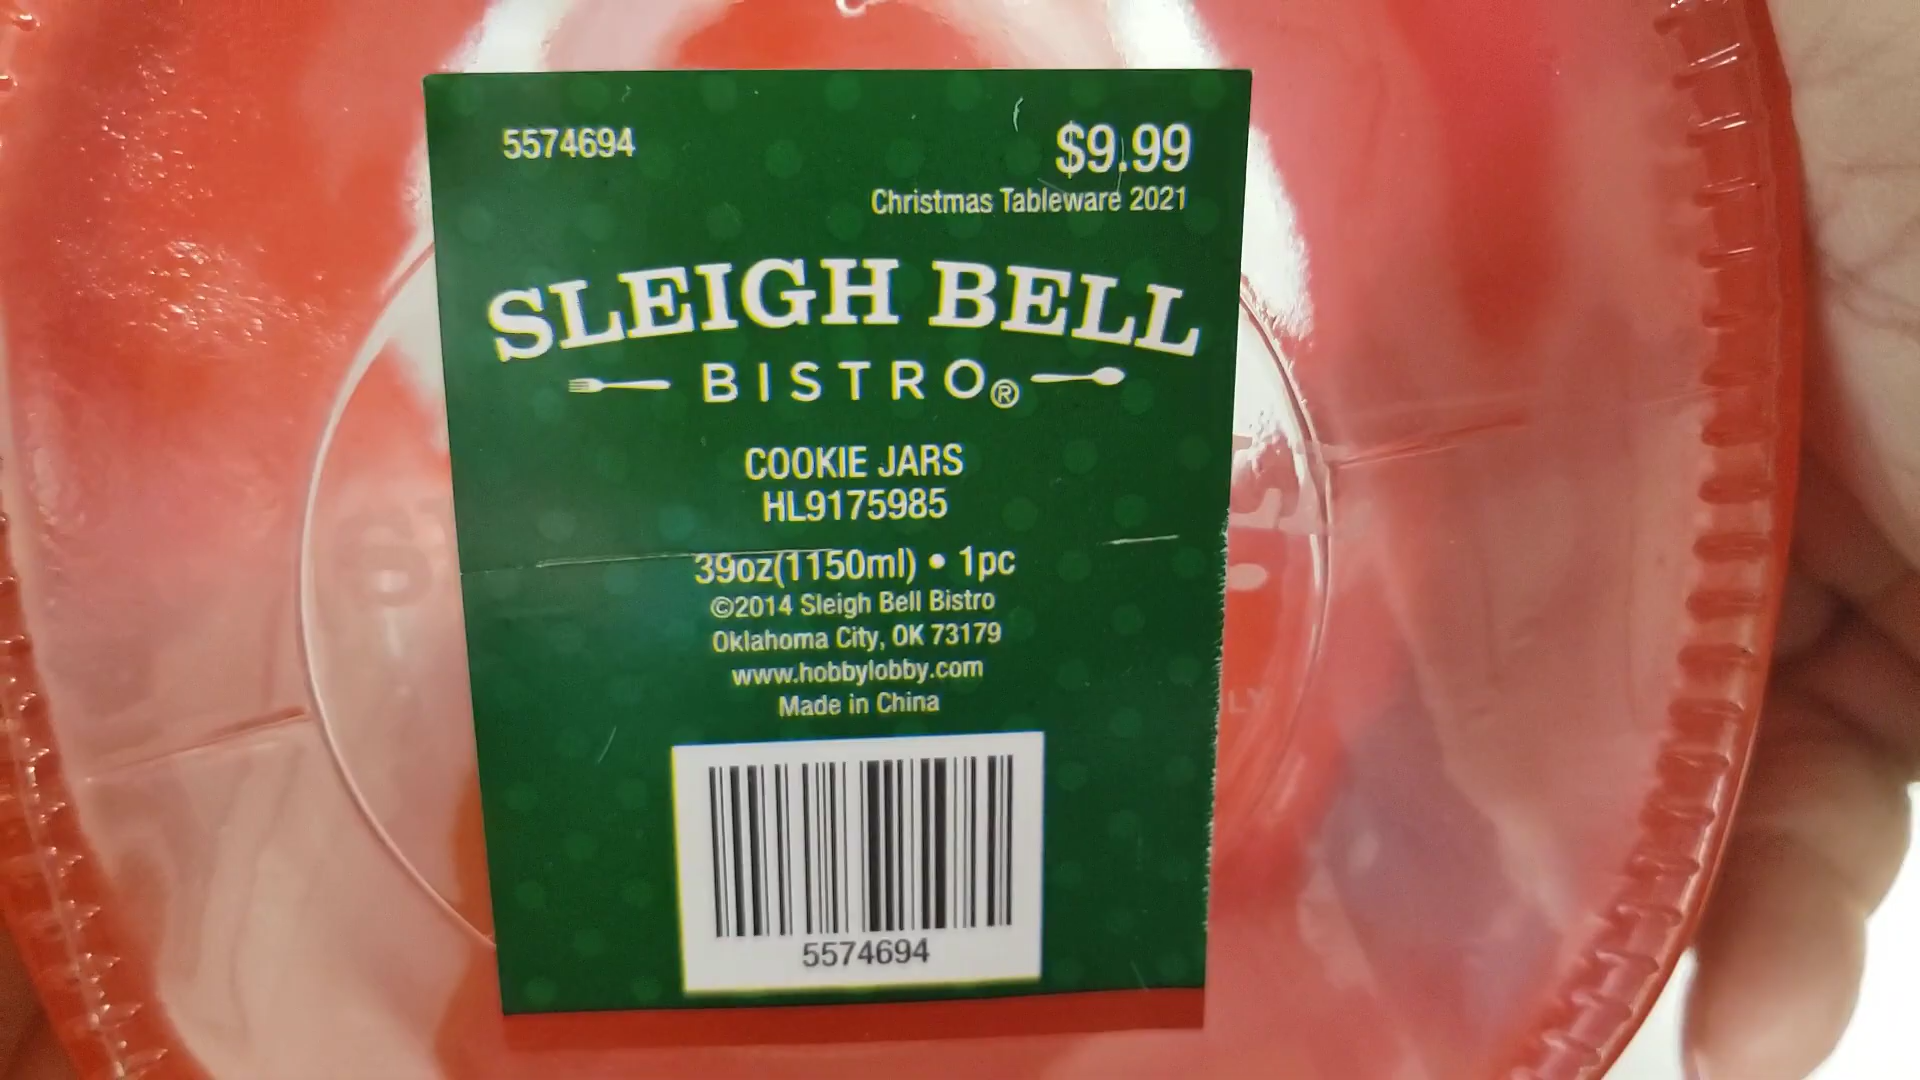 5574694
$9.99
Christmas Tableware 2021
SLEIGH BELL
BISTRO®
COOKIE JARS
HL9175985
39oz(1150ml) • 1pc
©2014 Sleigh Bell Bistro
Oklahoma City, OK 73179
www.hobbylobby.com
Made in China
5574694